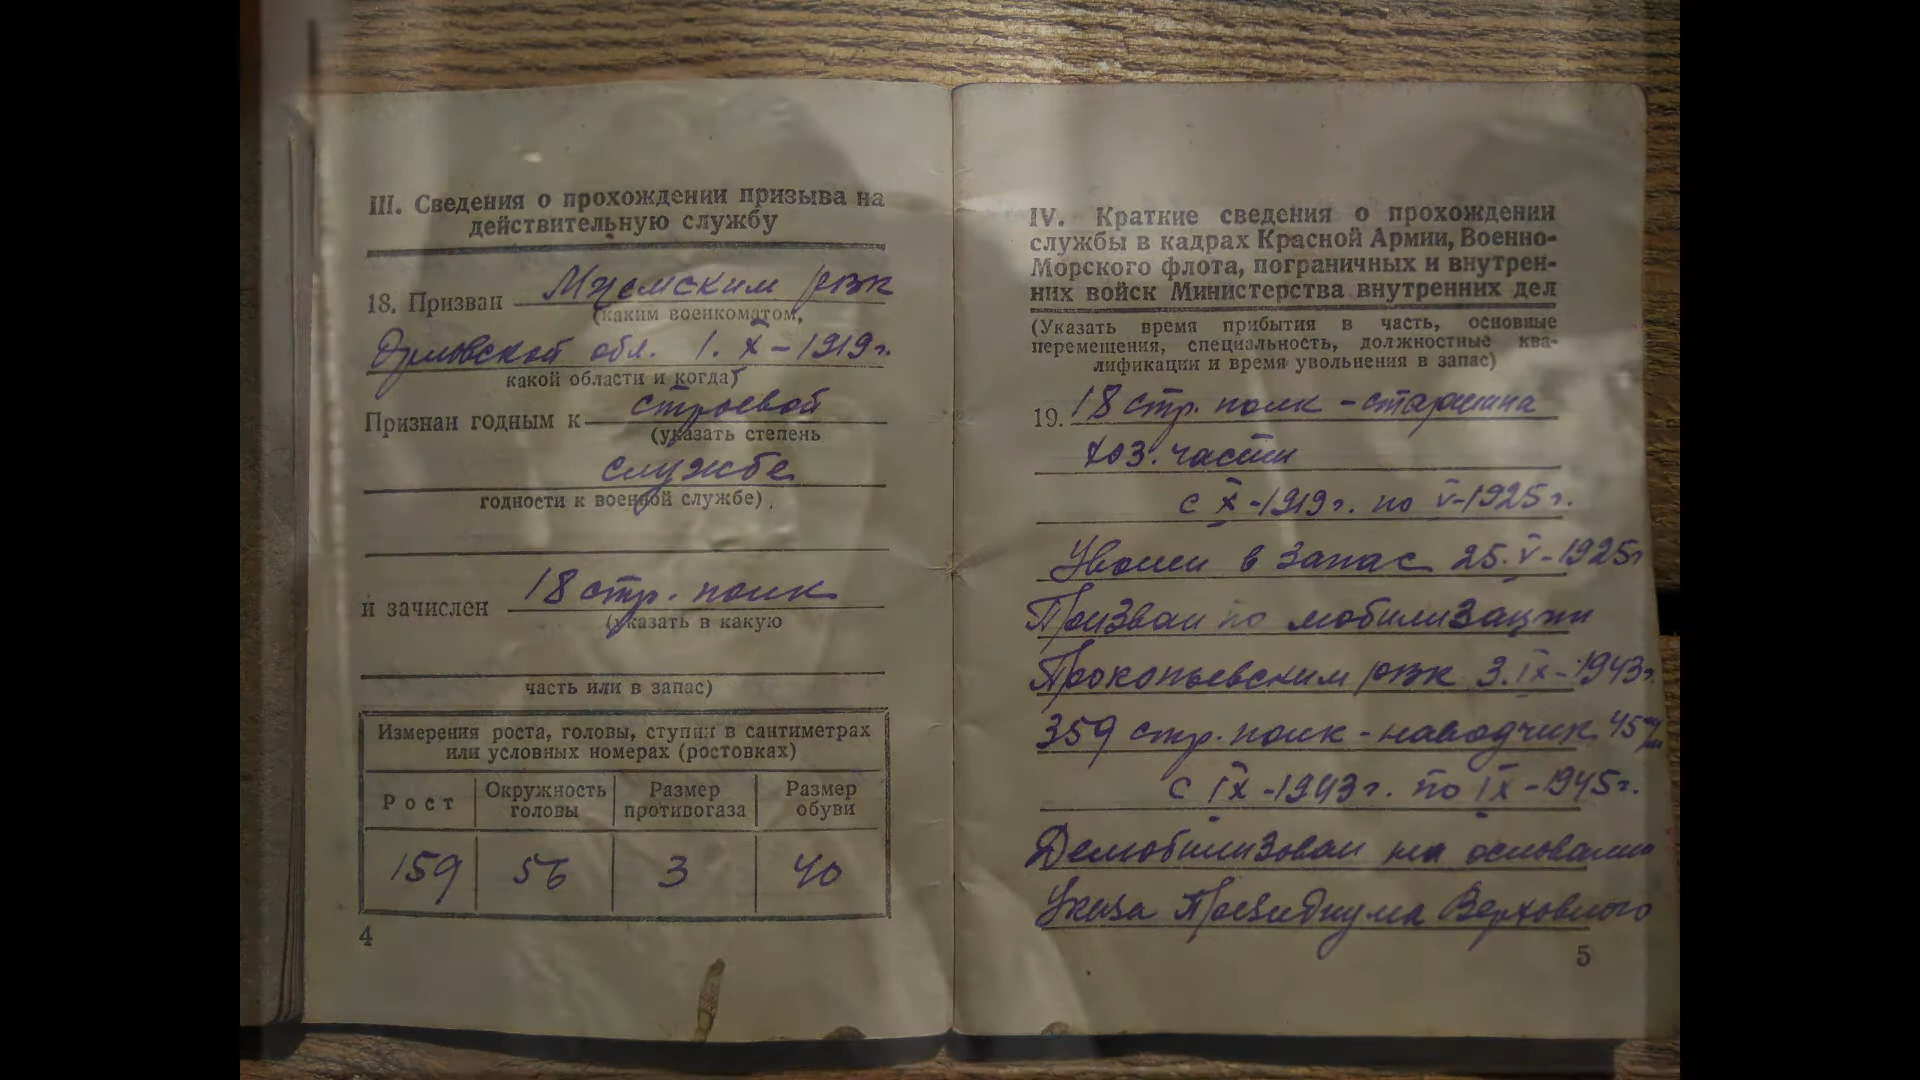 III. Сведения о прохождении призыва на
действительную службу
18. Призван рвк
(каким военкоматом,
Орловской обл. 1. X – 1919 г.
какой области и когда)
строевой
Признан годным к
(указать степень
службе
годности к военной службе)
18 стр. полк
и зачислен
(указать в какую
часть или в запас)
Измерения роста, головы, ступни в сантиметрах
или условных номерах (ростовках)
Рост Окружность головы Размер противогаза Размер обуви
159 56 3 40
4
IV. Краткие сведения о прохождении
службы в кадрах Красной Армии, Военно-
Морского флота, пограничных и внутрен-
них войск Министерства внутренних дел
(Указать время прибытия в часть, основные
перемещения, специальность, должностные ква-
лификации и время увольнения в запас)
19. 18 стр. полк – старшина
хоз. части
с X – 1919 г. по V – 1925 г.
Уволен в запас 25. V – 1925 г
Призван по мобилизации
Прокопьевским рвк 3. IX – 1943 г.
359 стр. полк – наводчик 45
с IX – 1943 г. по IX – 1945 г.
Демобилизован на основании
Указа Президиума Верховного
5